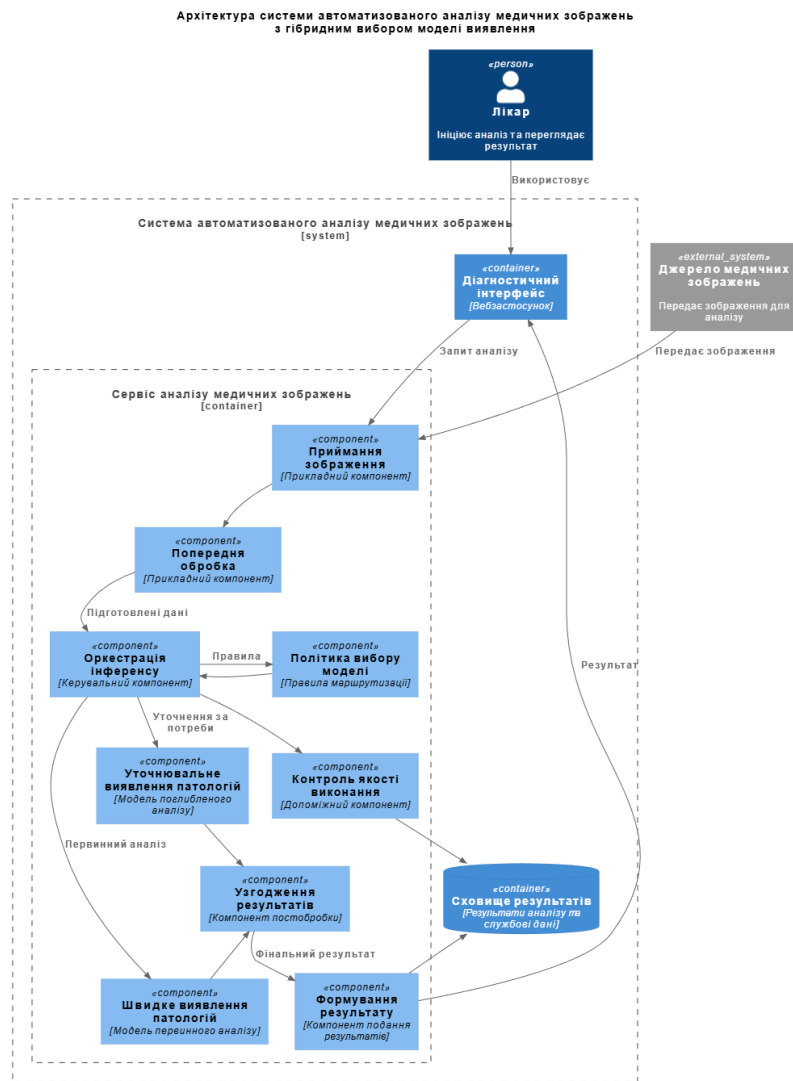 Архітектура системи автоматизованого аналізу медичних зображень
з гібридним вибором моделі виявлення
«person»
Лікар
Ініціює аналіз та переглядає
результат
Використовує
Система автоматизованого аналізу медичних зображень
[system]
«container»
Діагностичний
інтерфейс
[Вебзастосунок]
«external_system»
Джерело медичних
зображень
Передає зображення для
аналізу
Запит аналізу
Передає зображення
Сервіс аналізу медичних зображень
[container]
«component»
Приймання
зображення
[Прикладний компонент]
«component»
Попередня
обробка
[Прикладний компонент]
Підготовлені дані
«component»
Оркестрація
інференсу
[Керувальний компонент]
Правила
«component»
Політика вибору
моделі
[Правила маршрутизації]
Результат
Уточнення за
потреби
«component»
Уточнювальне
виявлення патологій
[Модель поглибленого
аналізу]
«component»
Контроль якості
виконання
[Допоміжний компонент]
Первинний аналіз
«component»
Узгодження
результатів
[Компонент постобробки]
«container»
Сховище результатів
[Результати аналізу та
службові дані]
Фінальний результат
«component»
Швидке виявлення
патологій
[Модель первинного аналізу]
«component»
Формування
результату
[Компонент подання
результатів]